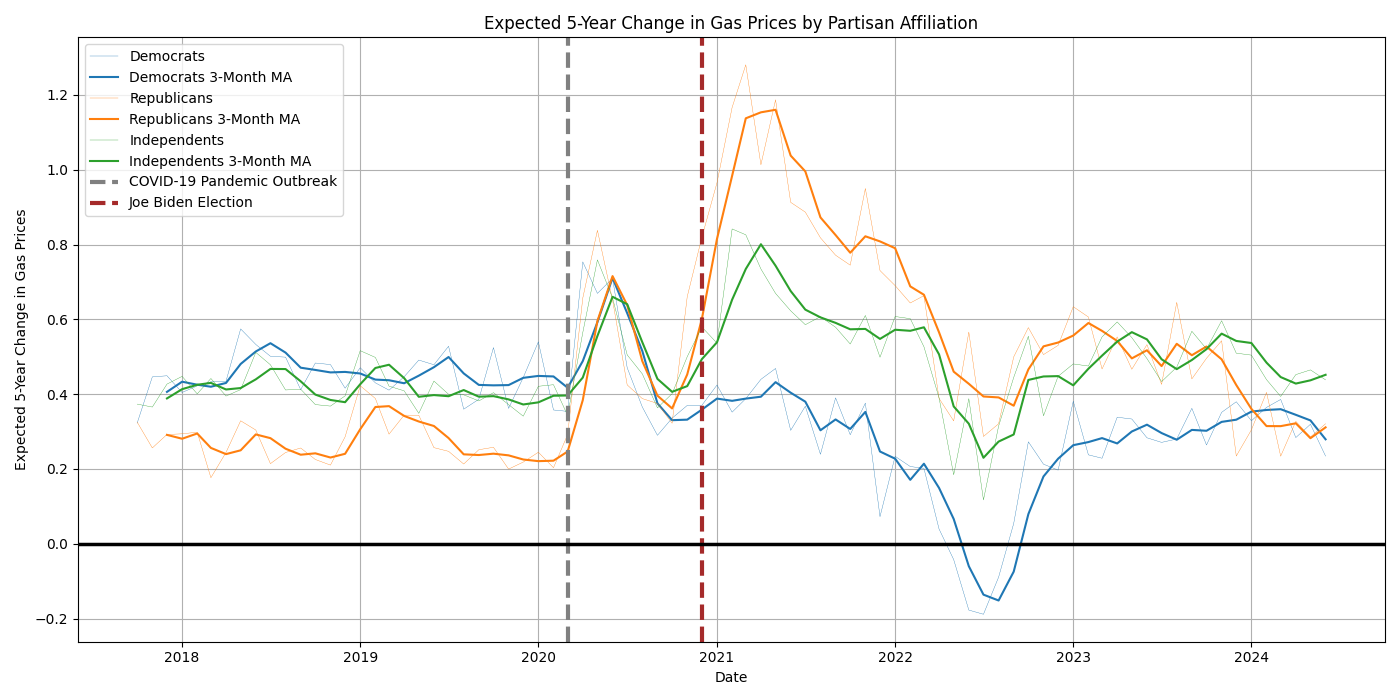 Expected 5-Year Change in Gas Prices by Partisan Affiliation
Democrats
Democrats 3-Month MA
Republicans
Republicans 3-Month MA
Independents
Independents 3-Month MA
COVID-19 Pandemic Outbreak
Joe Biden Election
Expected 5-Year Change in Gas Prices
1.2
1.0
0.8
0.6
0.4
0.2
0.0
−0.2
2018 2019 2020 2021 2022 2023 2024
Date